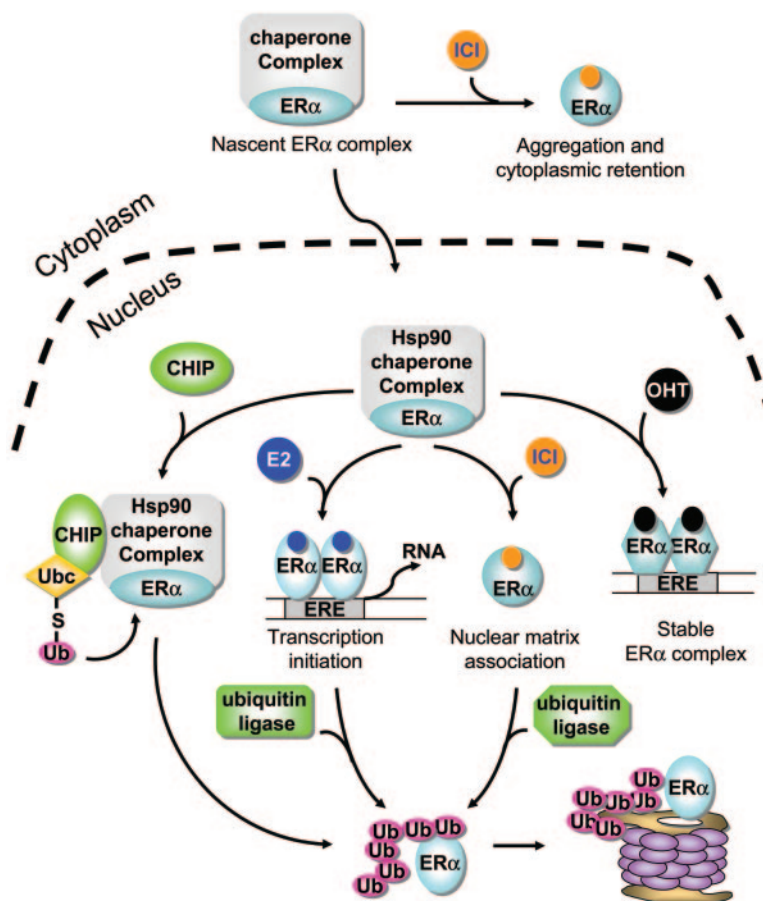 chaperone
Complex
ERα
Nascent ERα complex
ICI
ERα
Aggregation and
cytoplasmic retention
Cytoplasm
Nucleus
CHIP
Hsp90
chaperone
Complex
ERα
OHT
E2
ICI
CHIP
Hsp90
chaperone
Complex
ERα
Ubc
S
Ub
ERα
ERα
RNA
ERE
Transcription
initiation
ERα
Nuclear matrix
association
ERα
ERα
ERE
Stable
ERα complex
ubiquitin
ligase
ubiquitin
ligase
Ub
Ub
Ub
Ub
Ub
Ub
ERα
Ub
Ub
Ub
Ub
Ub
Ub
ERα